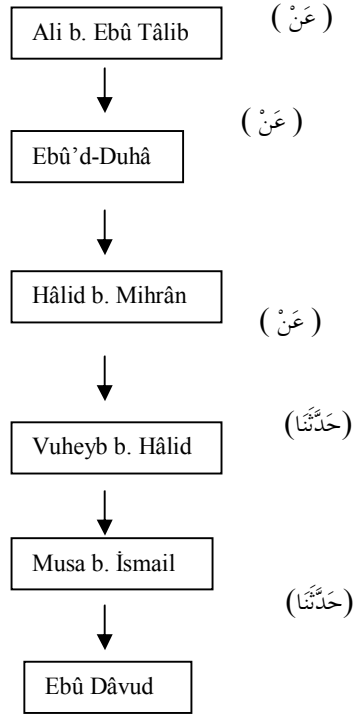 Ali b. Ebû Tâlib
( عَنْ )
( عَنْ )
Ebû’d-Duhâ
Hâlid b. Mihrân
( عَنْ )
(حَدَّثَنَا)
Vuheyb b. Hâlid
Musa b. İsmail
(حَدَّثَنَا)
Ebû Dâvud